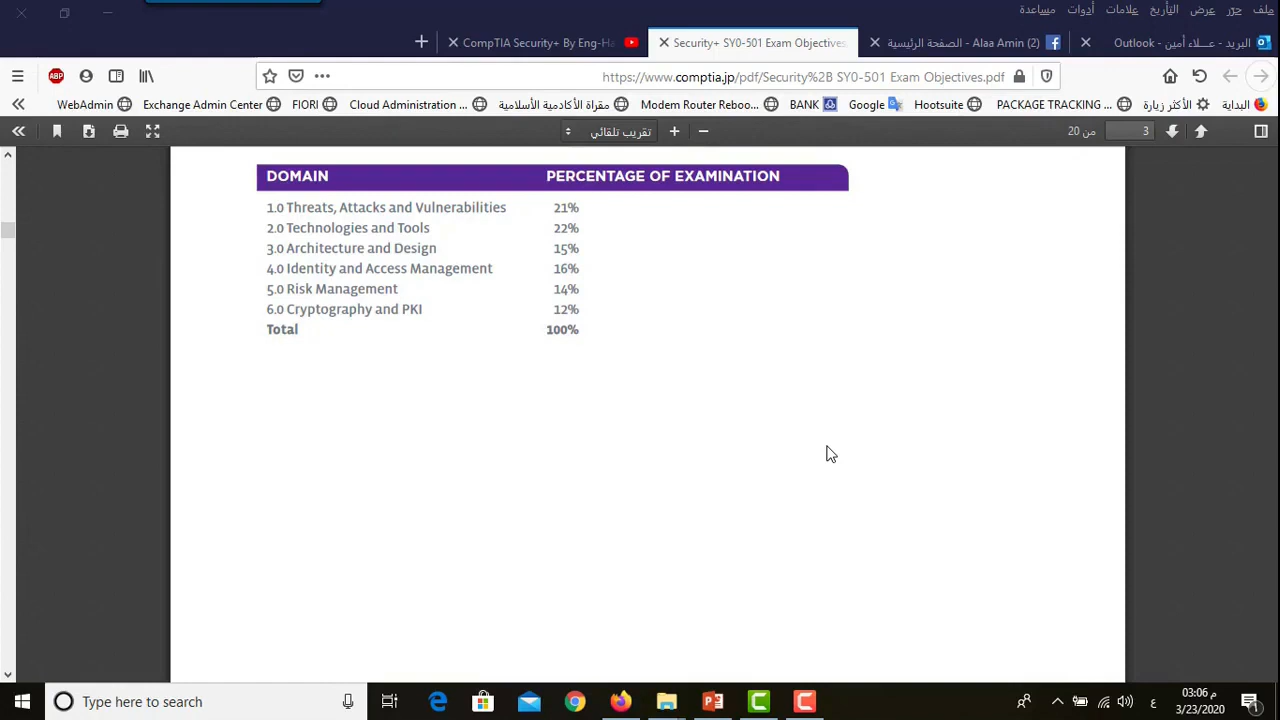 ملف حرّر عرض التأريخ علامات أدوات مساعدة
البريد - عـــلاء أمين - Outlook
(2) Alaa Amin - الصفحة الرئيسية
Security+ SY0-501 Exam Objectives.
CompTIA Security+ By Eng-Ha
https://www.comptia.jp/pdf/Security%2B SY0-501 Exam Objectives.pdf
ABP
البداية
الأكثر زيارة
PACKAGE TRACKING ...
Hootsuite
Google
BANK
Modem Router Reboo...
مقراة الأكاديمية الأسلامية
Cloud Administration ...
FIORI
Exchange Admin Center
WebAdmin
3 من 20
تقريب تلقائي
DOMAIN PERCENTAGE OF EXAMINATION
1.0 Threats, Attacks and Vulnerabilities 21%
2.0 Technologies and Tools 22%
3.0 Architecture and Design 15%
4.0 Identity and Access Management 16%
5.0 Risk Management 14%
6.0 Cryptography and PKI 12%
Total 100%
Type here to search
ع
03:06 م
3/23/2020
1